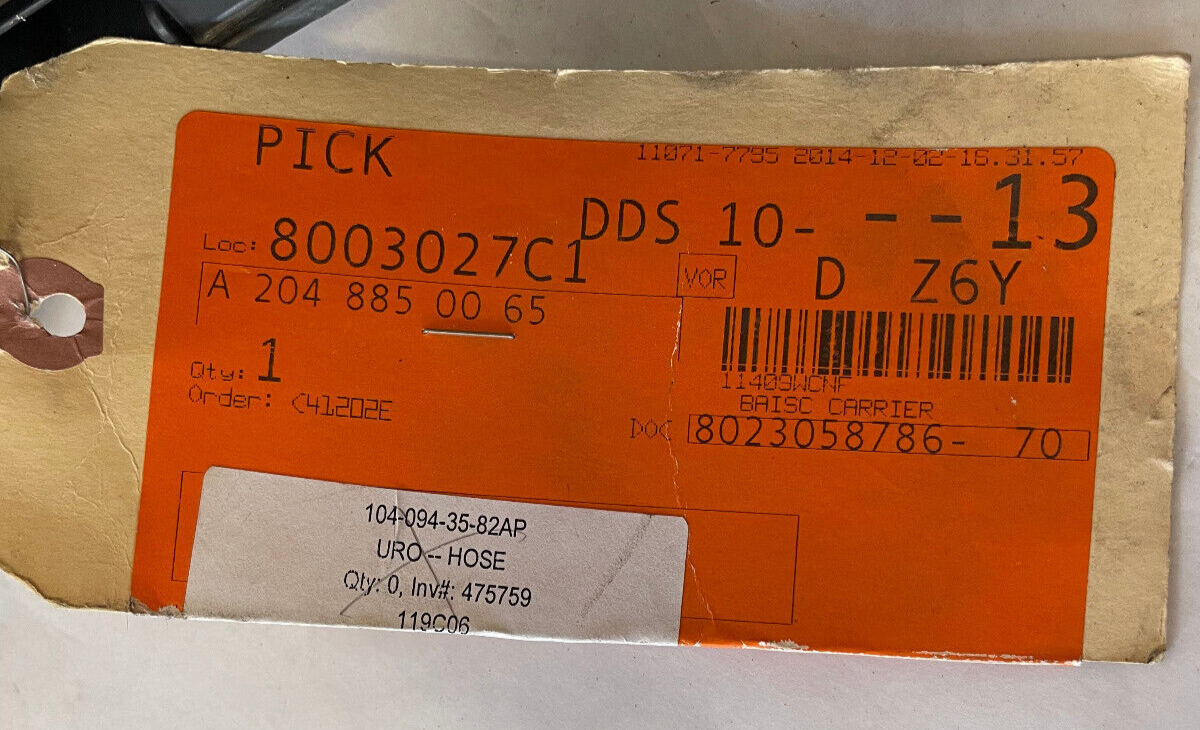 PICK
11071-7795 2014-12-02-16.31.57
DDS 10- - -13
Loc: 8003027C1
VOR
D Z6Y
A 204 885 00 65
11409WCNF
Qty: 1
BAISC CARRIER
Order: <41202E
DOC 8023058786- 70
104-094-35-82AP
URO -- HOSE
Qty: 0, Inv#: 475759
119C06